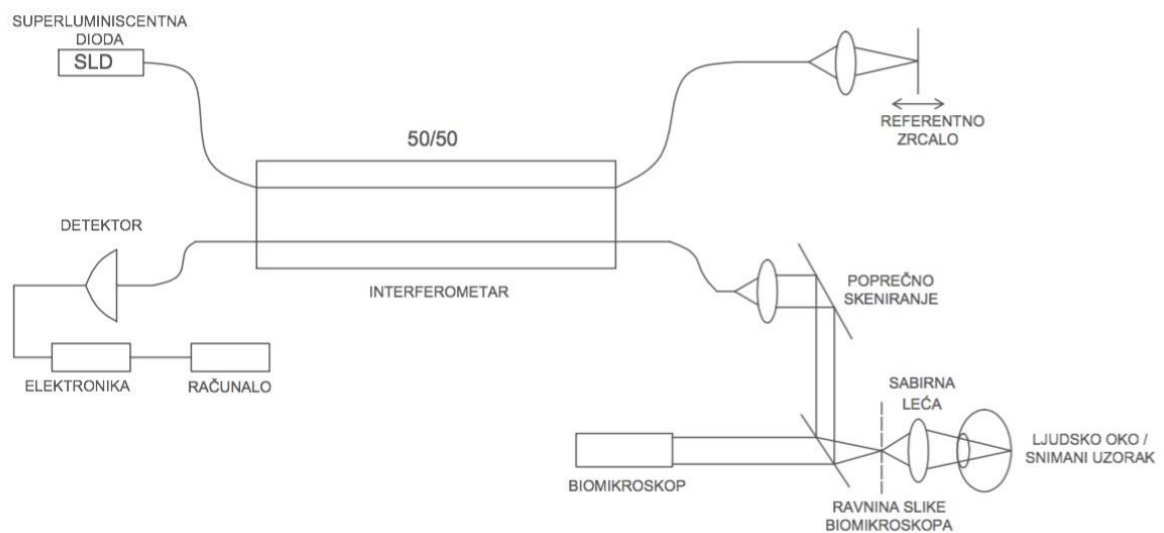 SUPERLUMINISCENTNA
DIODA
SLD
50/50
REFERENTNO
ZRCALO
DETEKTOR
INTERFEROMETAR
POPREČNO
SKENIRANJE
ELEKTRONIKA
RAČUNALO
SABIRNA
LEĆA
LJUDSKO OKO /
SNIMANI UZORAK
BIOMIKROSKOP
RAVNINA SLIKE
BIOMIKROSKOPA